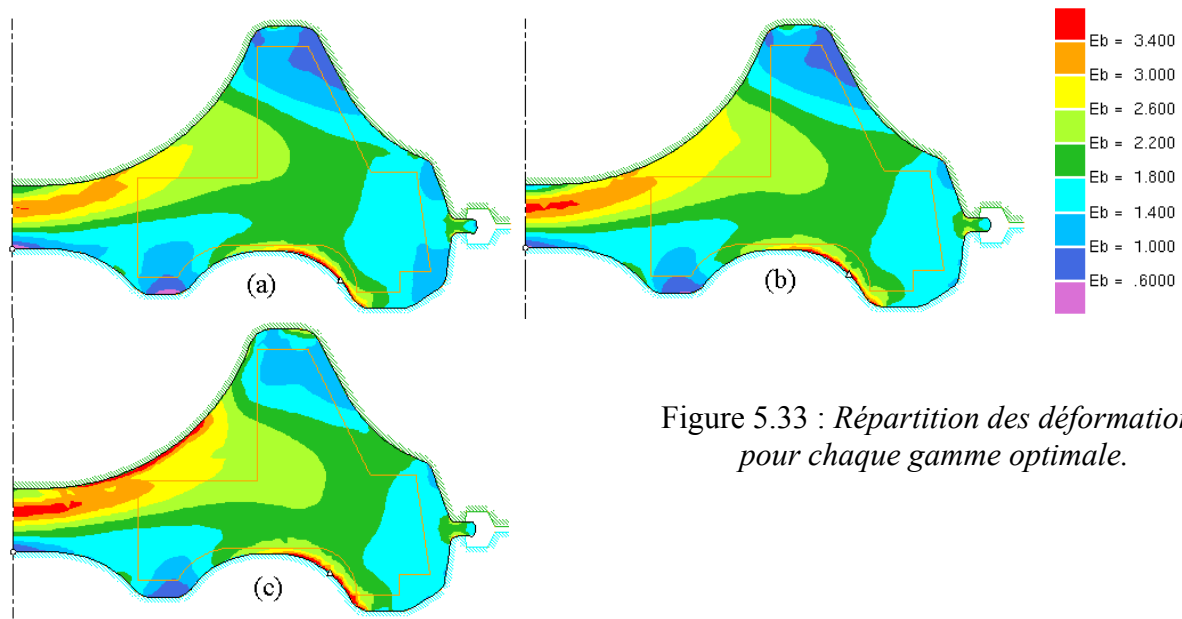 (a)
(b)
Eb = 3.400
Eb = 3.000
Eb = 2.600
Eb = 2.200
Eb = 1.800
Eb = 1.400
Eb = 1.000
Eb = .6000
(c)
Figure 5.33 : Répartition des déformation
pour chaque gamme optimale.